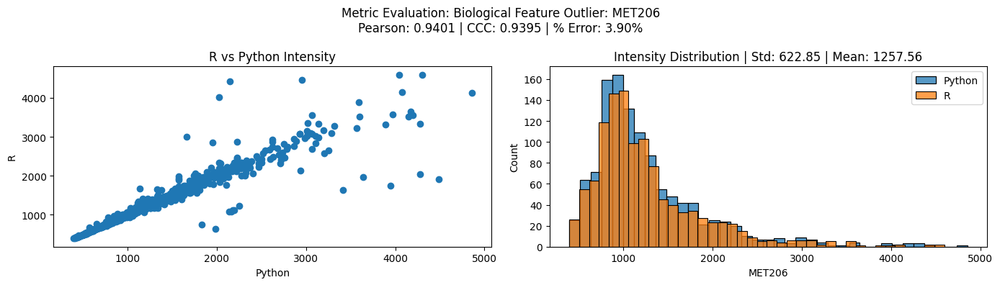 Metric Evaluation: Biological Feature Outlier: MET206
Pearson: 0.9401 | CCC: 0.9395 | % Error: 3.90%
R vs Python Intensity
R
4000
3000
2000
1000
1000
2000
3000
4000
5000
Python
Intensity Distribution | Std: 622.85 | Mean: 1257.56
Count
160
140
120
100
80
60
40
20
0
Python
R
1000
2000
3000
4000
5000
MET206